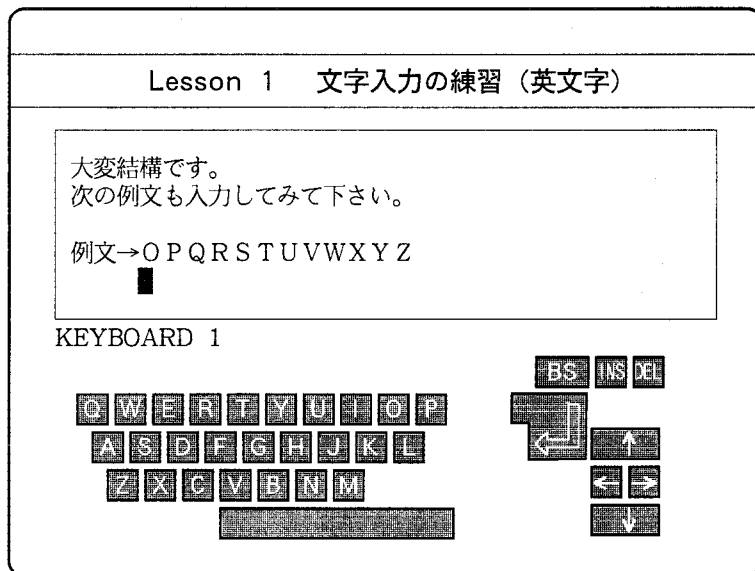 Lesson 1 文字入力の練習（英文字）
大変結構です。
次の例文も入力してみて下さい。
例文→OPQRSTUVWXYZ
KEYBOARD 1
BS INS DEL
Q W E R T Y U I O P
A S D F G H J K L
Z X C V B N M